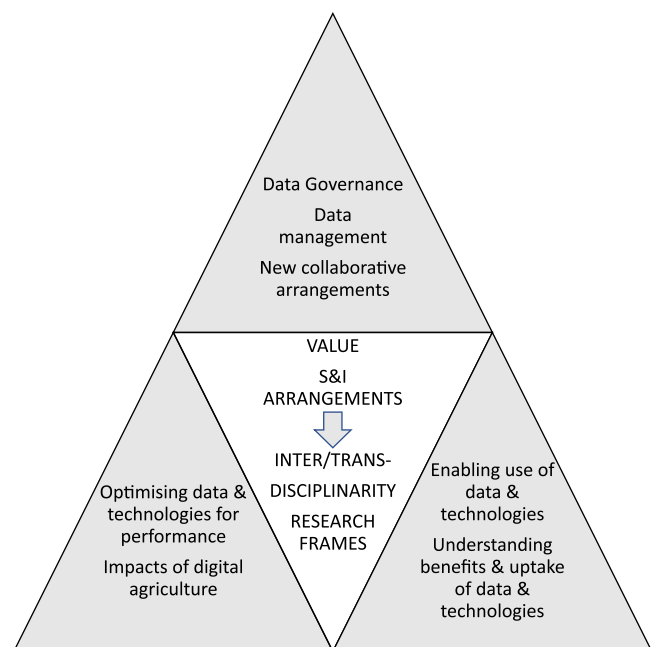 Data Governance
Data
management
New collaborative
arrangements
VALUE
S&I
ARRANGEMENTS
INTER/TRANS-
DISCIPLINARITY
RESEARCH
FRAMES
Optimising data &
technologies for
performance
Impacts of digital
agriculture
Enabling use of
data &
technologies
Understanding
benefits & uptake
of data &
technologies